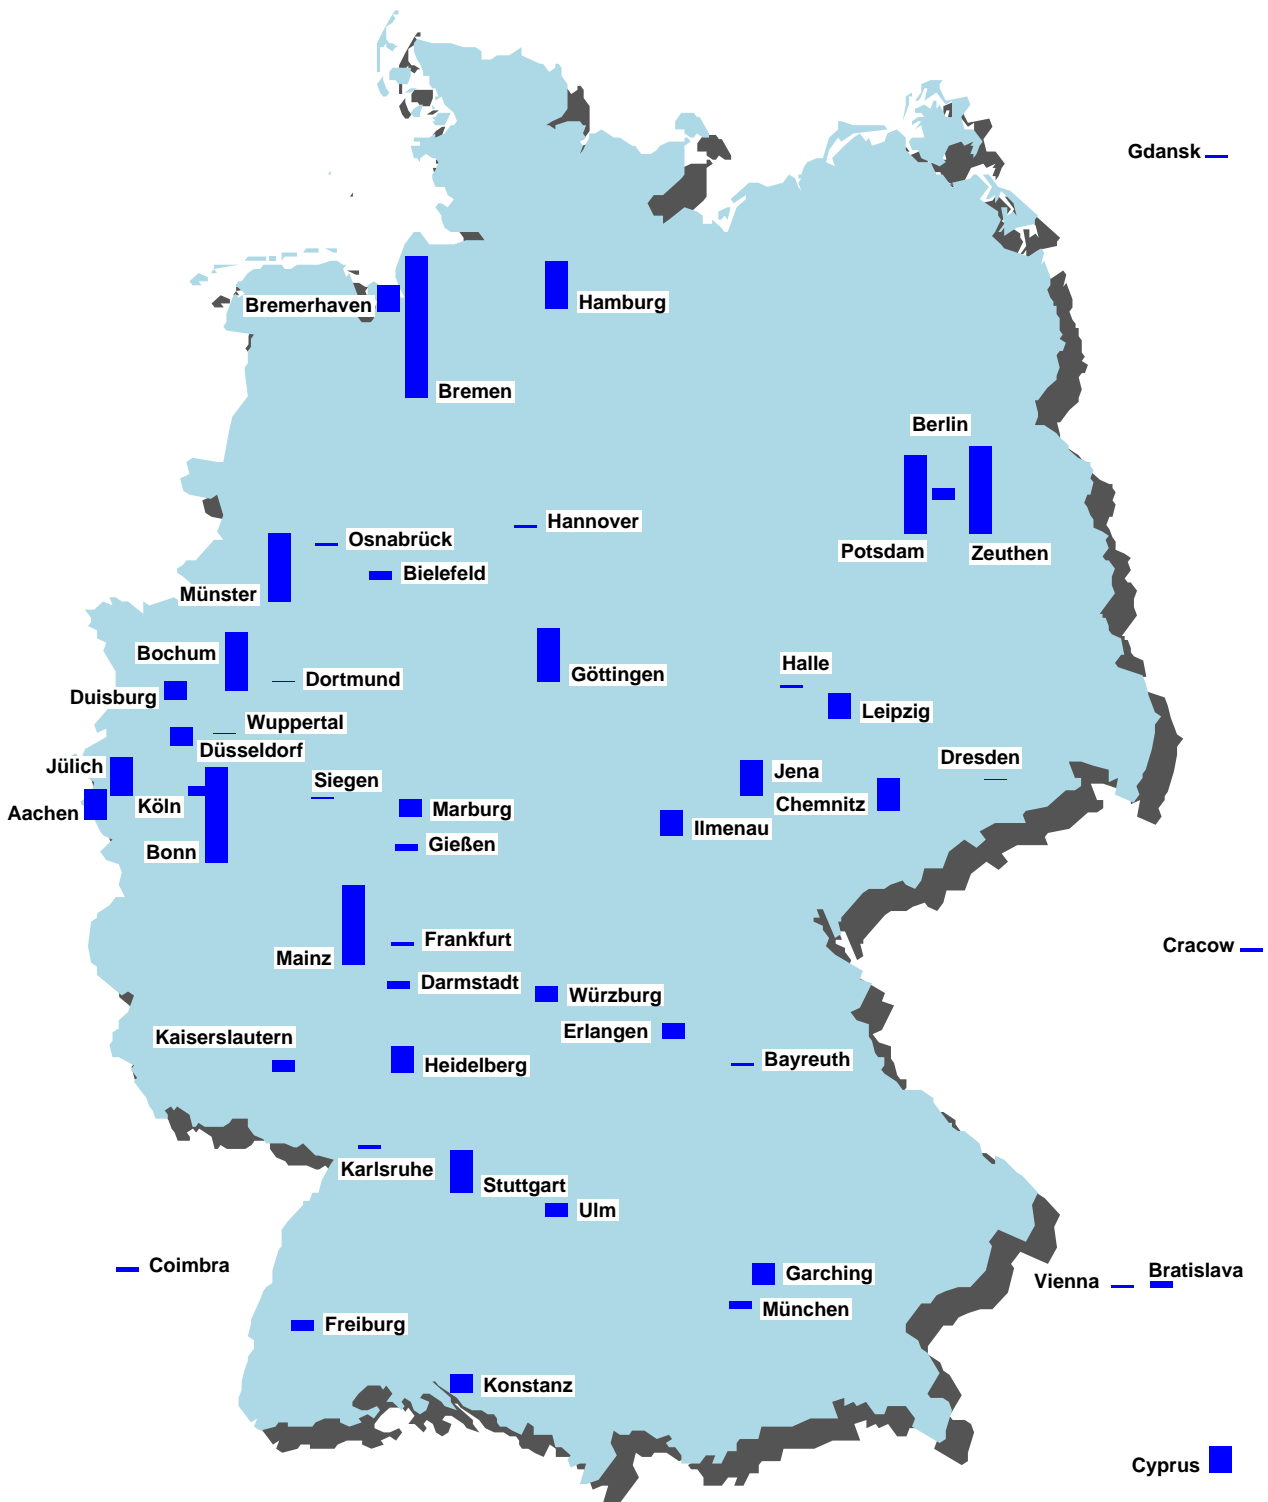 Gdansk
Bremerhaven
Hamburg
Bremen
Berlin
Hannover
Osnabrück
Potsdam
Zeuthen
Bielefeld
Münster
Bochum
Halle
Göttingen
Dortmund
Duisburg
Leipzig
Wuppertal
Düsseldorf
Dresden
Jülich
Jena
Siegen
Chemnitz
Köln
Marburg
Aachen
Ilmenau
Gießen
Bonn
Frankfurt
Cracow
Mainz
Darmstadt
Würzburg
Erlangen
Kaiserslautern
Bayreuth
Heidelberg
Karlsruhe
Stuttgart
Ulm
Coimbra
Bratislava
Garching
Vienna
München
Freiburg
Konstanz
Cyprus